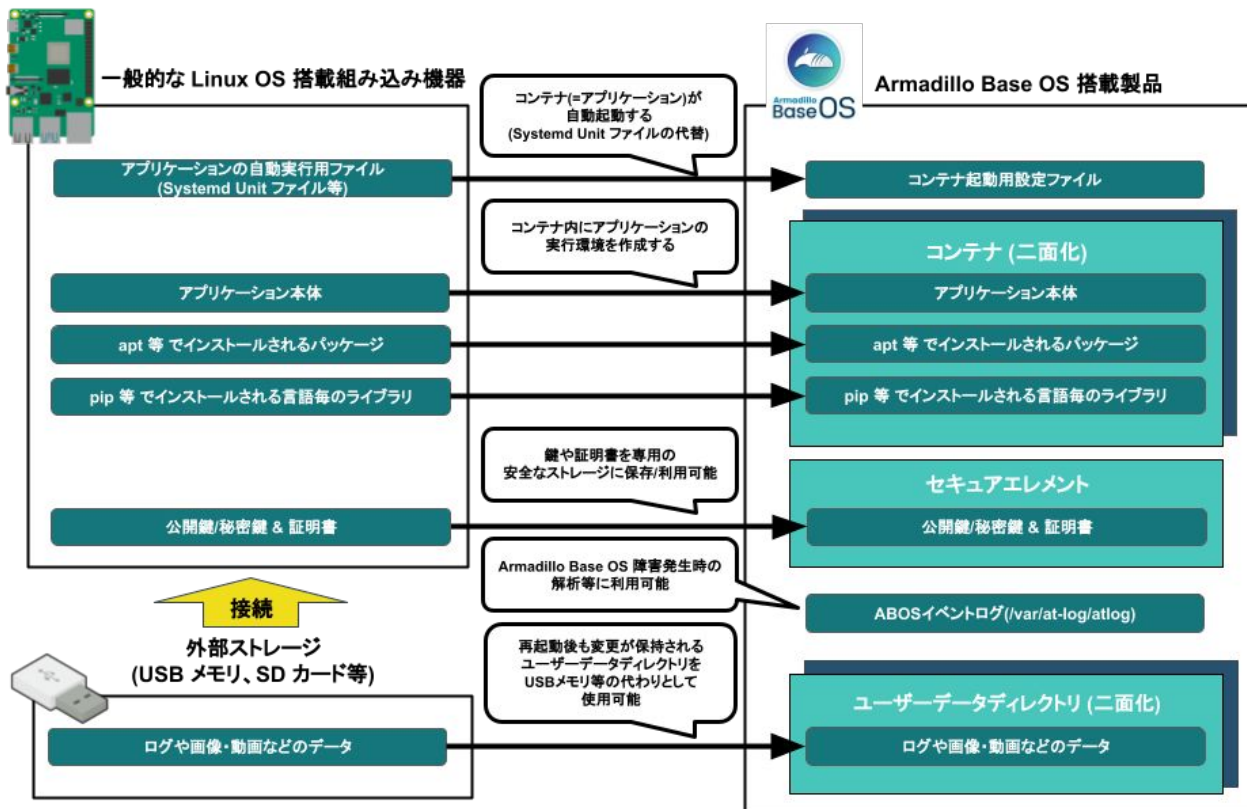 一般的な Linux OS 搭載組み込み機器
Armadillo
Base OS
Armadillo Base OS 搭載製品
コンテナ(=アプリケーション)が
自動起動する
(Systemd Unit ファイルの代替)
アプリケーションの自動実行用ファイル
(Systemd Unit ファイル等)
コンテナ起動用設定ファイル
コンテナ内にアプリケーションの
実行環境を作成する
コンテナ (二面化)
アプリケーション本体
アプリケーション本体
apt 等 でインストールされるパッケージ
apt 等 でインストールされるパッケージ
pip 等 でインストールされる言語毎のライブラリ
pip 等 でインストールされる言語毎のライブラリ
鍵や証明書を専用の
安全なストレージに保存/利用可能
セキュアエレメント
公開鍵/秘密鍵 & 証明書
公開鍵/秘密鍵 & 証明書
Armadillo Base OS 障害発生時の
解析等に利用可能
ABOSイベントログ(/var/at-log/atlog)
接続
外部ストレージ
(USB メモリ、SD カード等)
再起動後も変更が保持される
ユーザーデータディレクトリを
USBメモリ等の代わりとして
使用可能
ユーザーデータディレクトリ (二面化)
ログや画像・動画などのデータ
ログや画像・動画などのデータ